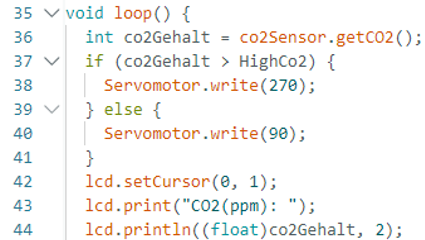 35 void loop() {
36 int co2Gehalt = co2Sensor.getCO2();
37 if (co2Gehalt > HighCo2) {
38 Servomotor.write(270);
39 } else {
40 Servomotor.write(90);
41 }
42 lcd.setCursor(0, 1);
43 lcd.print("CO2(ppm): ");
44 lcd.println((float)co2Gehalt, 2);